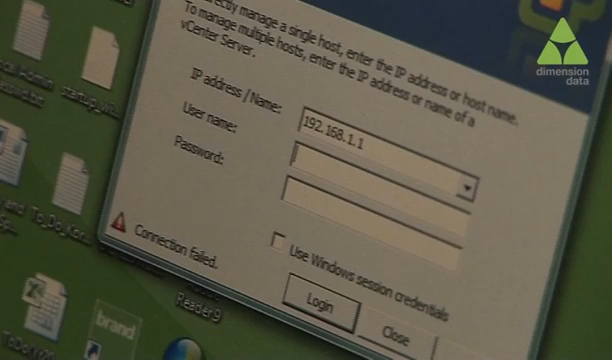 directly manage a single host, enter the IP address or host name.
To manage multiple hosts, enter the IP address or name of a
vCenter Server.
IP address / Name:
192.168.1.1
User name:
Password:
Use Windows session credentials
Connection failed.
Login
Close
dimension
data
Reader 9
brand